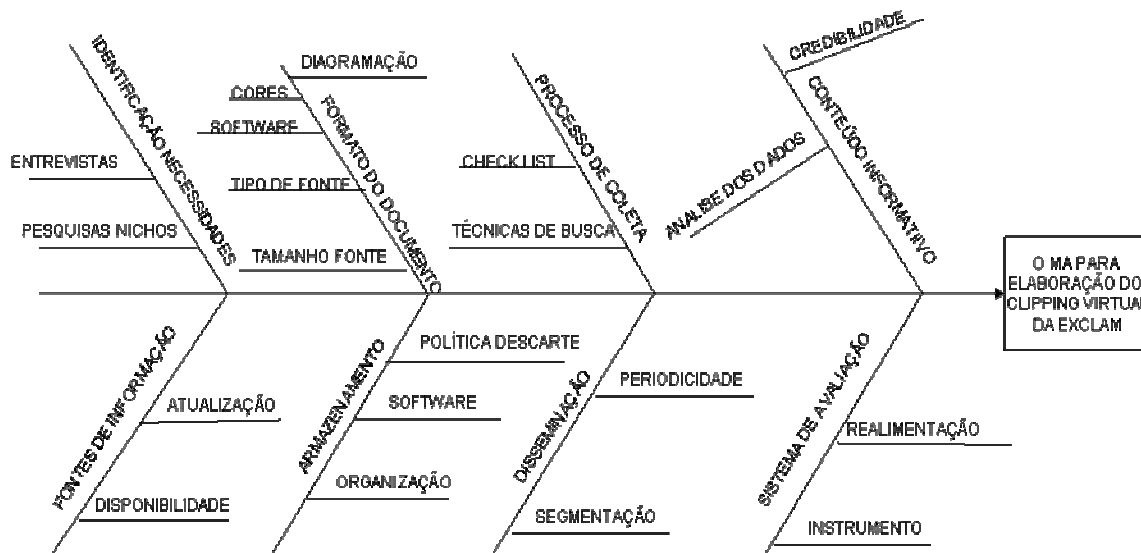 IDENTIFICAÇÃO NECESSIDADES
ENTREVISTAS
PESQUISAS NICHOS
FORMATO DO DOCUMENTO
DIAGRAMAÇÃO
CORES
SOFTWARE
TIPO DE FONTE
TAMANHO FONTE
PROCESSO DE COLETA
CHECK LIST
TÉCNICAS DE BUSCA
CONTEÚDO INFORMATIVO
CREDIBILIDADE
ANALISE DOS DADOS
O MA PARA
ELABORAÇÃO DO
CLIPPING VIRTUAL
DA EXCLAM
FONTES DE INFORMAÇÃO
ATUALIZAÇÃO
DISPONIBILIDADE
ARMAZENAMENTO
POLÍTICA DESCARTE
SOFTWARE
ORGANIZAÇÃO
DISSEMINAÇÃO
PERIODICIDADE
SEGMENTAÇÃO
SISTEMA DE AVALIAÇÃO
REALIMENTAÇÃO
INSTRUMENTO